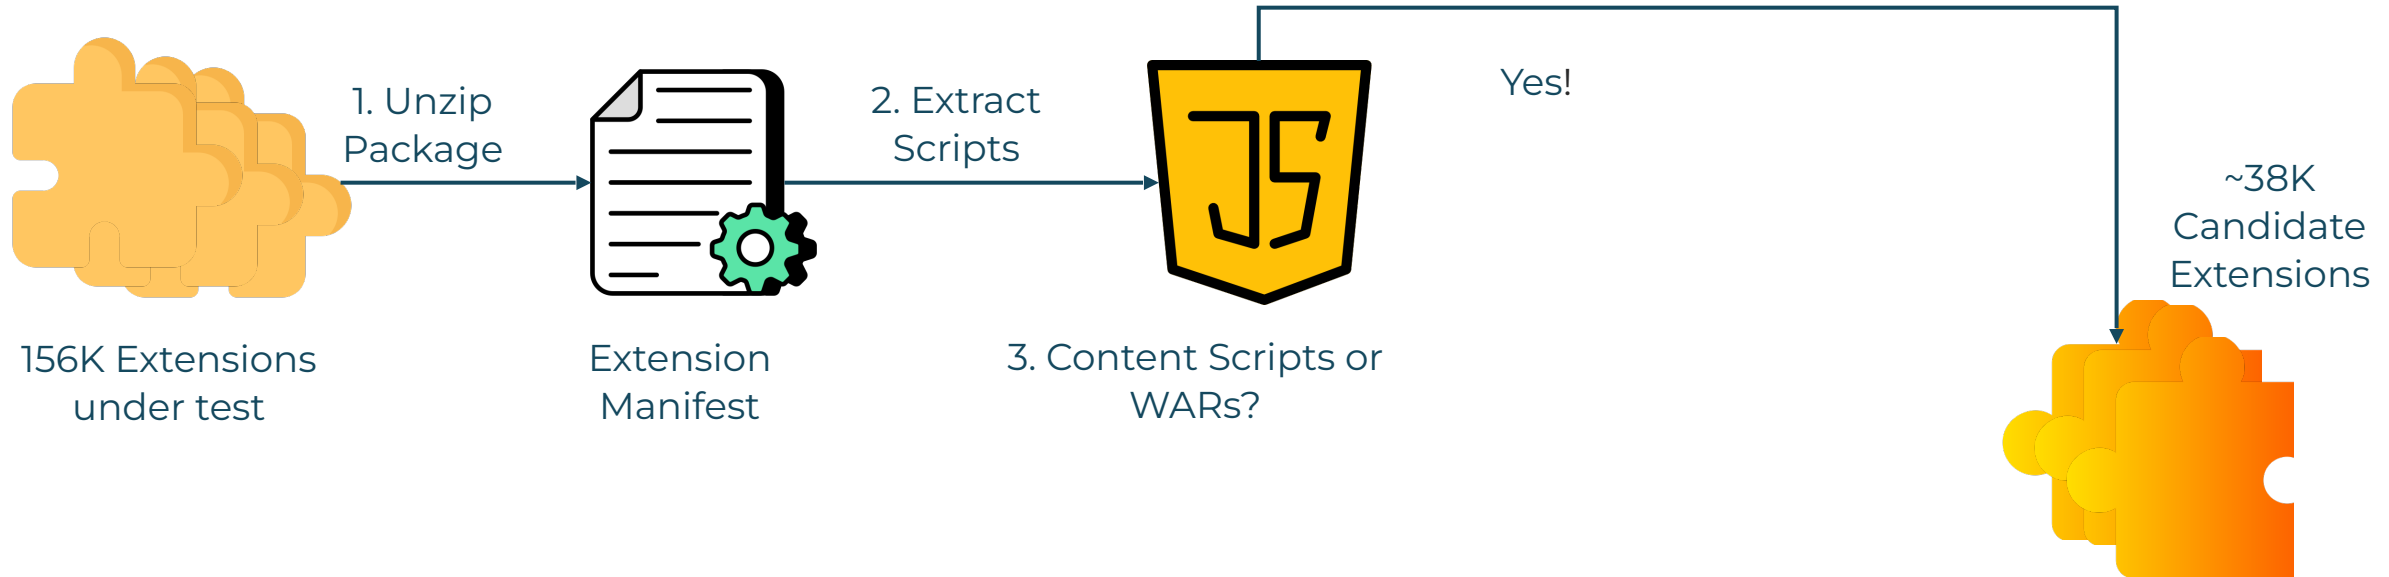 1. Unzip
Package
2. Extract
Scripts
JS
Yes!
~38K
Candidate
Extensions
156K Extensions
under test
Extension
Manifest
3. Content Scripts or
WARs?